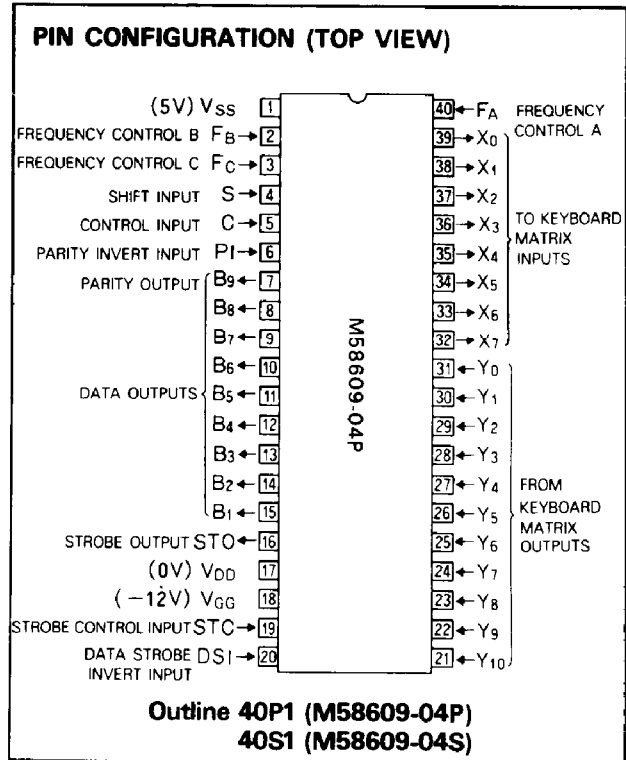 PIN CONFIGURATION (TOP VIEW)
(5V) VSS 1
FREQUENCY CONTROL B FB→ 2
FREQUENCY CONTROL C FC→ 3
SHIFT INPUT S→ 4
CONTROL INPUT C→ 5
PARITY INVERT INPUT PI→ 6
PARITY OUTPUT B9← 7
B8← 8
B7← 9
B6← 10
DATA OUTPUTS B5← 11
B4← 12
B3← 13
B2← 14
B1← 15
STROBE OUTPUT STO← 16
(0V) VDD 17
(−12V) VGG 18
STROBE CONTROL INPUT STC→ 19
DATA STROBE DSI→ 20
INVERT INPUT
M58609-04P
40 ←FA FREQUENCY
CONTROL A
39 →X0
38 →X1
37 →X2
36 →X3 TO KEYBOARD
MATRIX
35 →X4 INPUTS
34 →X5
33 →X6
32 →X7
31 ←Y0
30 ←Y1
29 ←Y2
28 ←Y3
27 ←Y4 FROM
KEYBOARD
26 ←Y5 MATRIX
25 ←Y6 OUTPUTS
24 ←Y7
23 ←Y8
22 ←Y9
21 ←Y10
Outline 40P1 (M58609-04P)
40S1 (M58609-04S)